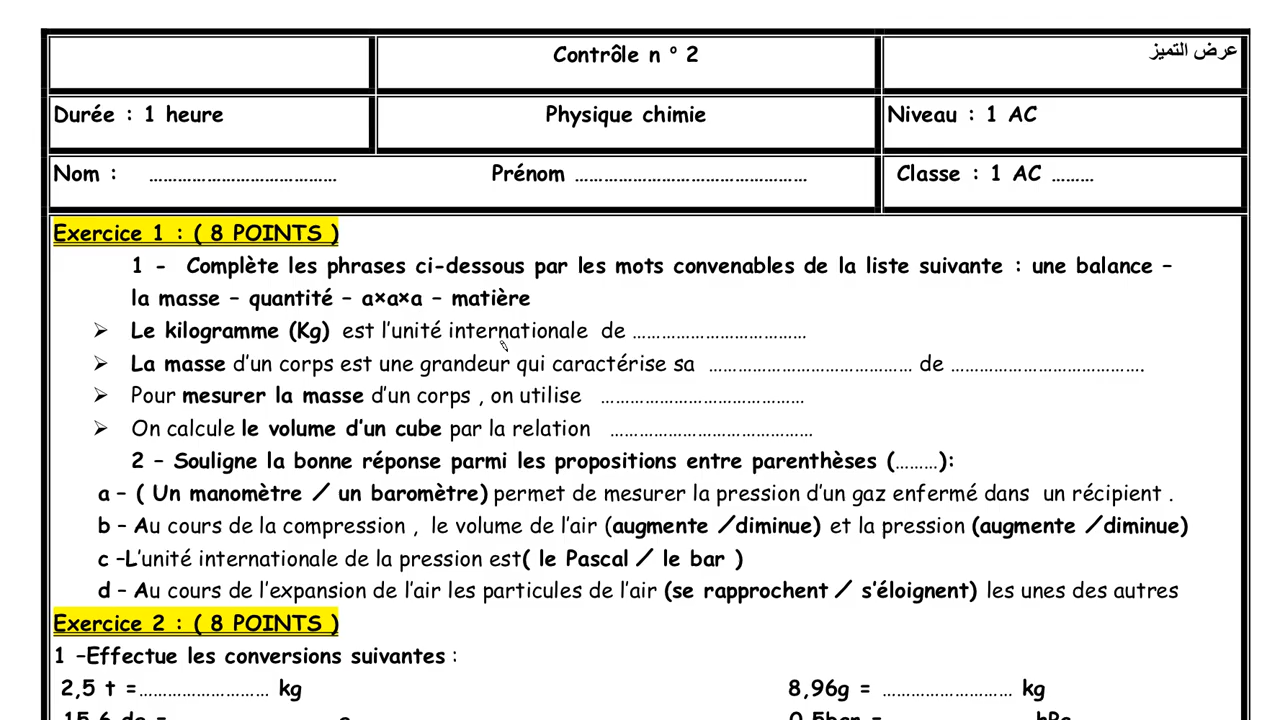 Contrôle n ° 2
عرض التميز
Durée : 1 heure
Physique chimie
Niveau : 1 AC
Nom : …………………………………
Prénom …………………………………………
Classe : 1 AC ………
Exercice 1 : ( 8 POINTS )
1 - Complète les phrases ci-dessous par les mots convenables de la liste suivante : une balance –
la masse – quantité – a×a×a – matière
➢ Le kilogramme (Kg) est l’unité internationale de ………………………………
➢ La masse d’un corps est une grandeur qui caractérise sa …………………………………… de ………………………………….
➢ Pour mesurer la masse d’un corps , on utilise ……………………………………
➢ On calcule le volume d’un cube par la relation ……………………………………
2 – Souligne la bonne réponse parmi les propositions entre parenthèses (………):
a – ( Un manomètre / un baromètre) permet de mesurer la pression d’un gaz enfermé dans un récipient .
b – Au cours de la compression , le volume de l’air (augmente /diminue) et la pression (augmente /diminue)
c –L’unité internationale de la pression est( le Pascal / le bar )
d – Au cours de l’expansion de l’air les particules de l’air (se rapprochent / s’éloignent) les unes des autres
Exercice 2 : ( 8 POINTS )
1 –Effectue les conversions suivantes :
2,5 t =……………………… kg
8,96g = ……………………… kg